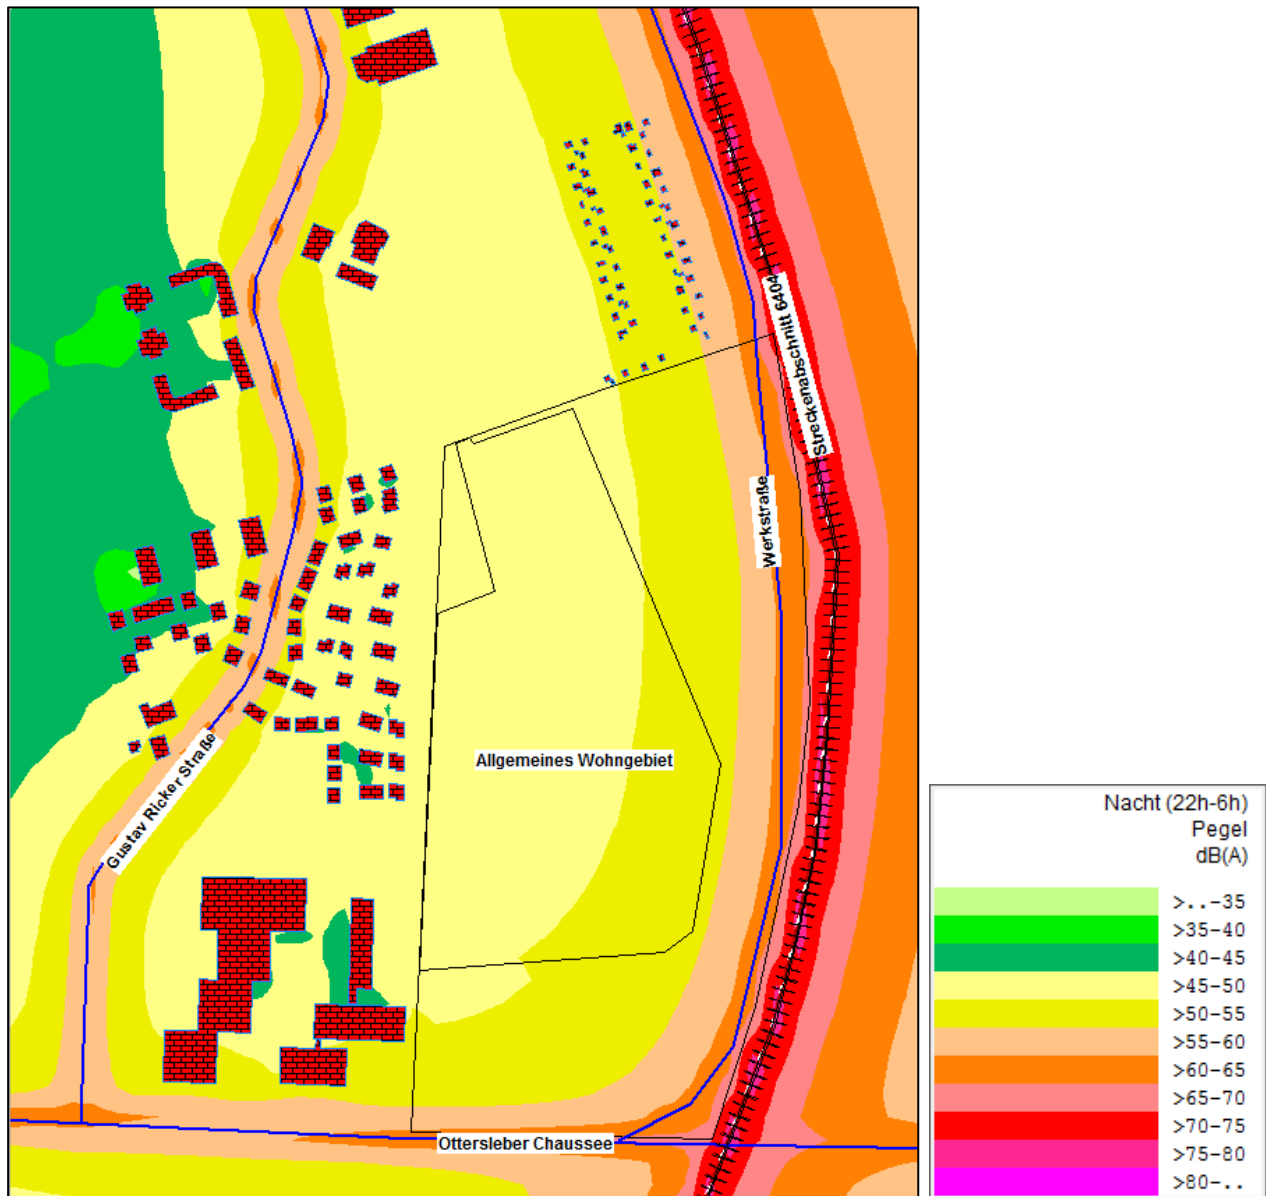 Streckenabschnitt 6404
Werkstraße
Allgemeines Wohngebiet
Gustav Ricker Straße
Ottersleber Chaussee
Nacht (22h-6h)
Pegel
dB(A)
>..-35
>35-40
>40-45
>45-50
>50-55
>55-60
>60-65
>65-70
>70-75
>75-80
>80-..